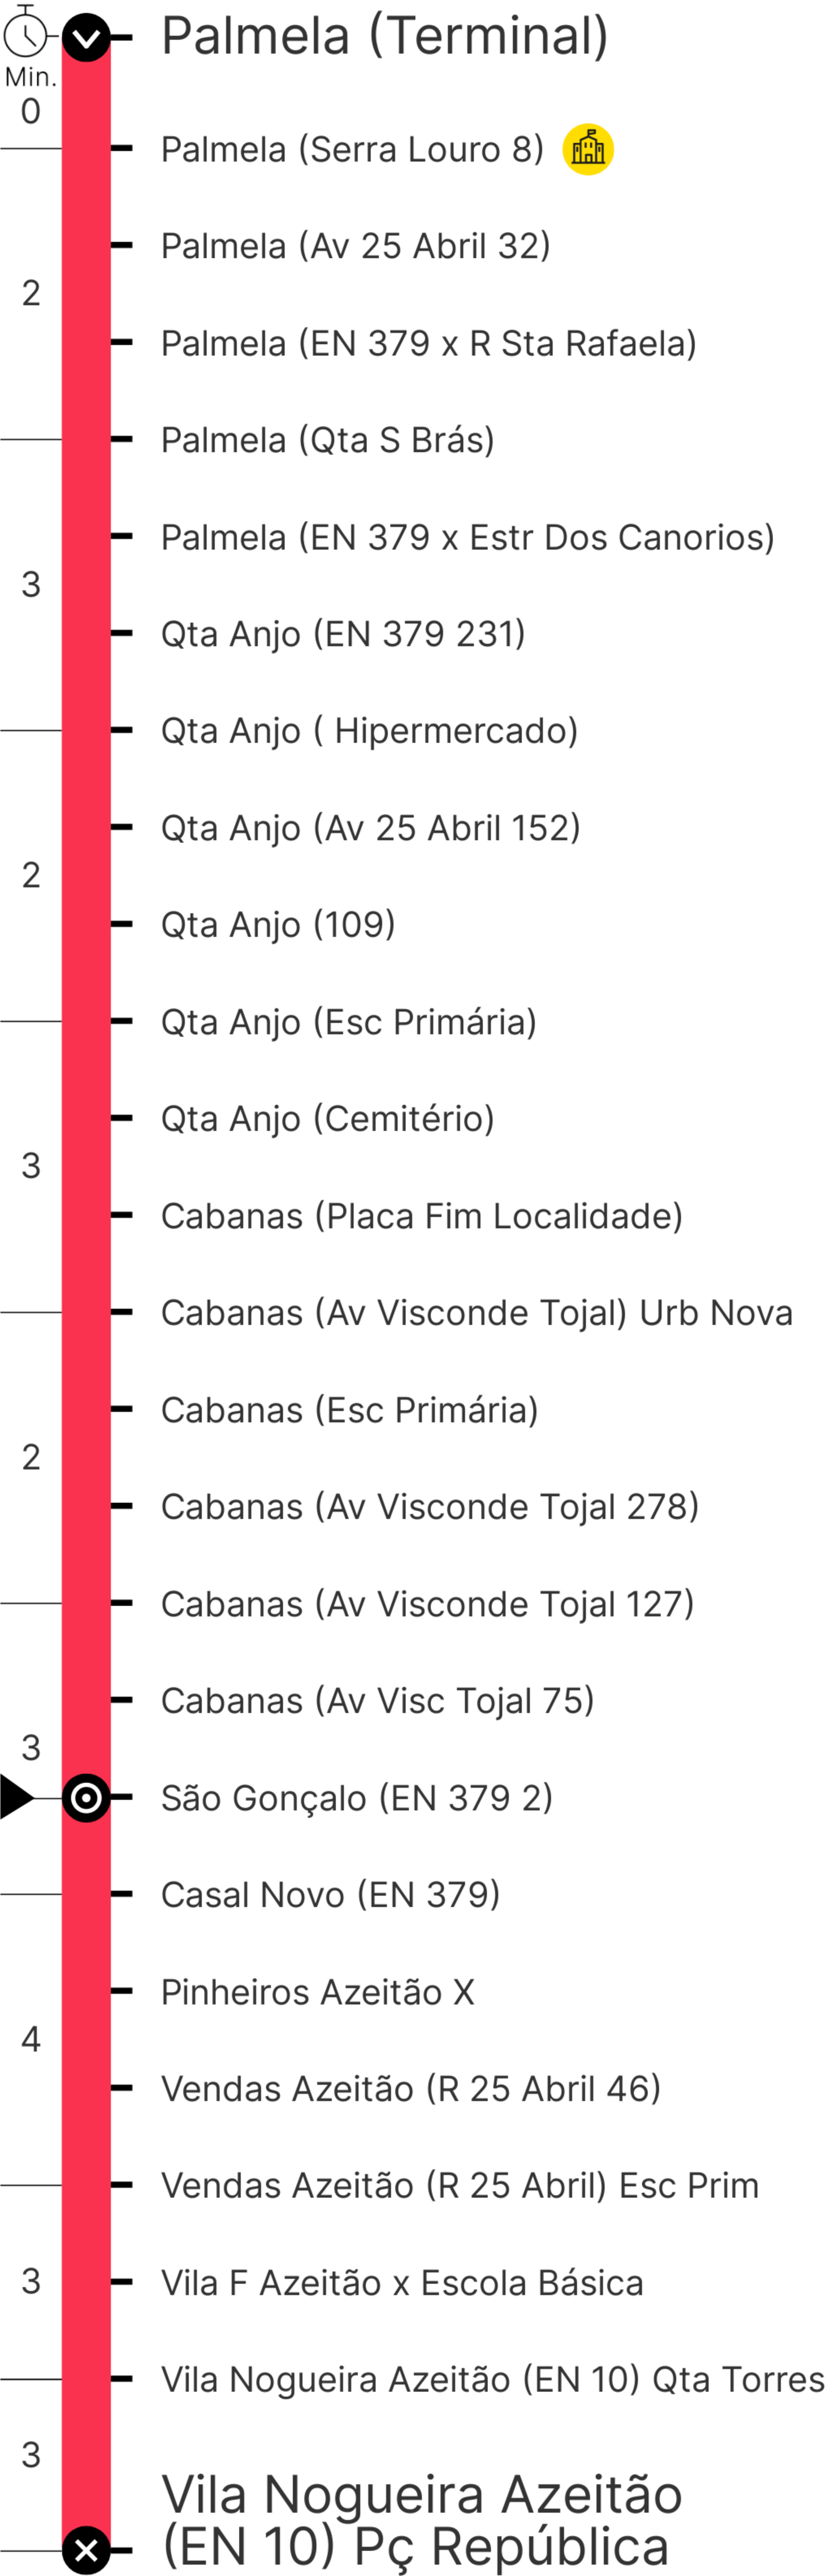 Palmela (Terminal)
Min.
0
Palmela (Serra Louro 8)
Palmela (Av 25 Abril 32)
2
Palmela (EN 379 x R Sta Rafaela)
Palmela (Qta S Brás)
Palmela (EN 379 x Estr Dos Canorios)
3
Qta Anjo (EN 379 231)
Qta Anjo ( Hipermercado)
Qta Anjo (Av 25 Abril 152)
2
Qta Anjo (109)
Qta Anjo (Esc Primária)
Qta Anjo (Cemitério)
3
Cabanas (Placa Fim Localidade)
Cabanas (Av Visconde Tojal) Urb Nova
Cabanas (Esc Primária)
2
Cabanas (Av Visconde Tojal 278)
Cabanas (Av Visconde Tojal 127)
Cabanas (Av Visc Tojal 75)
3
São Gonçalo (EN 379 2)
Casal Novo (EN 379)
Pinheiros Azeitão X
4
Vendas Azeitão (R 25 Abril 46)
Vendas Azeitão (R 25 Abril) Esc Prim
3
Vila F Azeitão x Escola Básica
Vila Nogueira Azeitão (EN 10) Qta Torres
3
Vila Nogueira Azeitão
(EN 10) Pç República